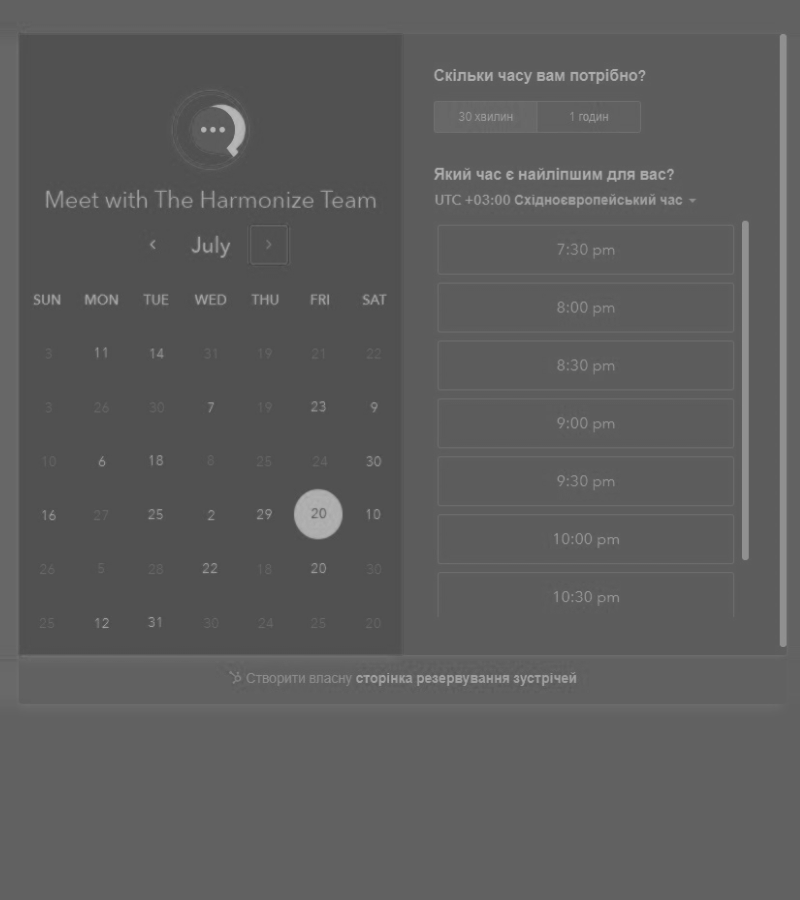 Meet with The Harmonize Team
July
SUN MON TUE WED THU FRI SAT
3 11 14 31 19 21 22
3 26 30 7 19 23 9
10 6 18 8 25 24 30
16 27 25 2 29 20 10
26 5 28 22 18 20 30
25 12 31 30 24 25 20
Скільки часу вам потрібно?
30 хвилин 1 годин
Який час є найліпшим для вас?
UTC +03:00 Східноєвропейський час
7:30 pm
8:00 pm
8:30 pm
9:00 pm
9:30 pm
10:00 pm
10:30 pm
Створити власну сторінка резервування зустрічей